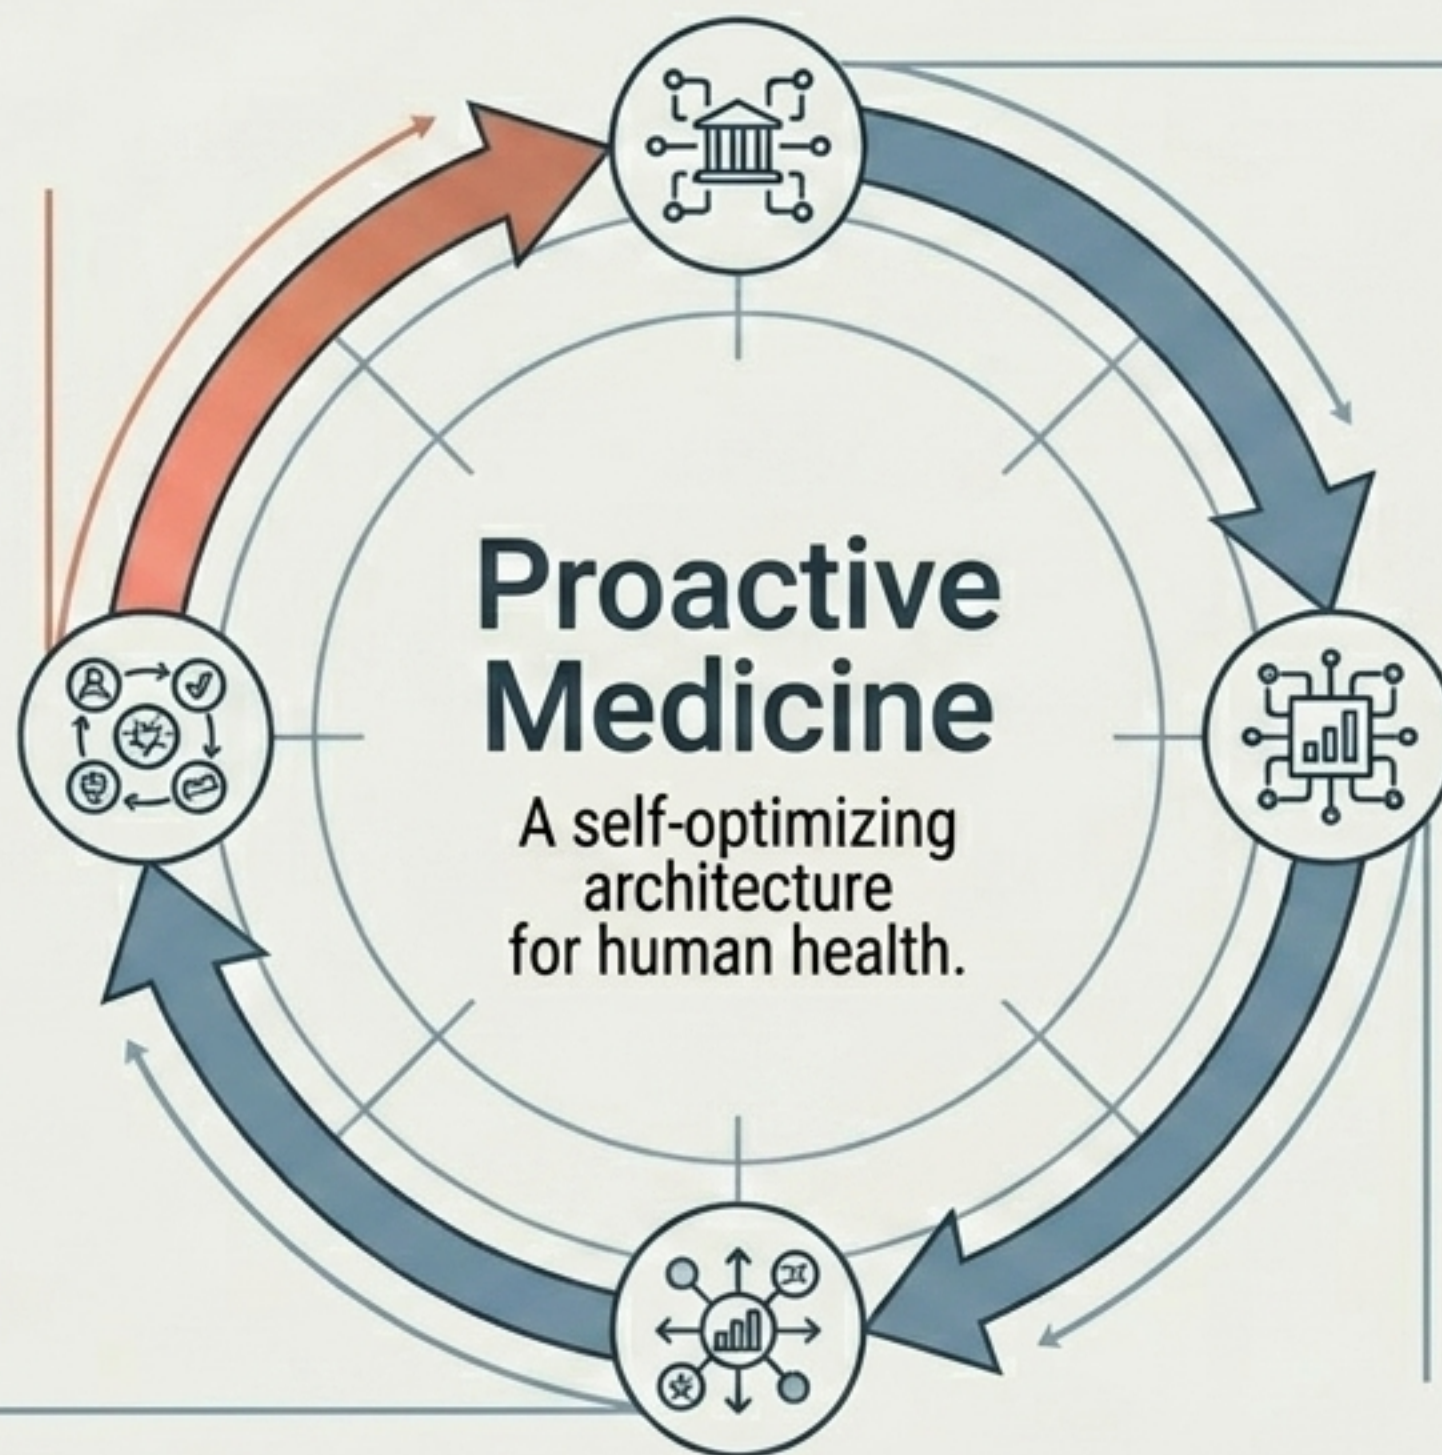 Proactive
Medicine
A self-optimizing
architecture
for human health.